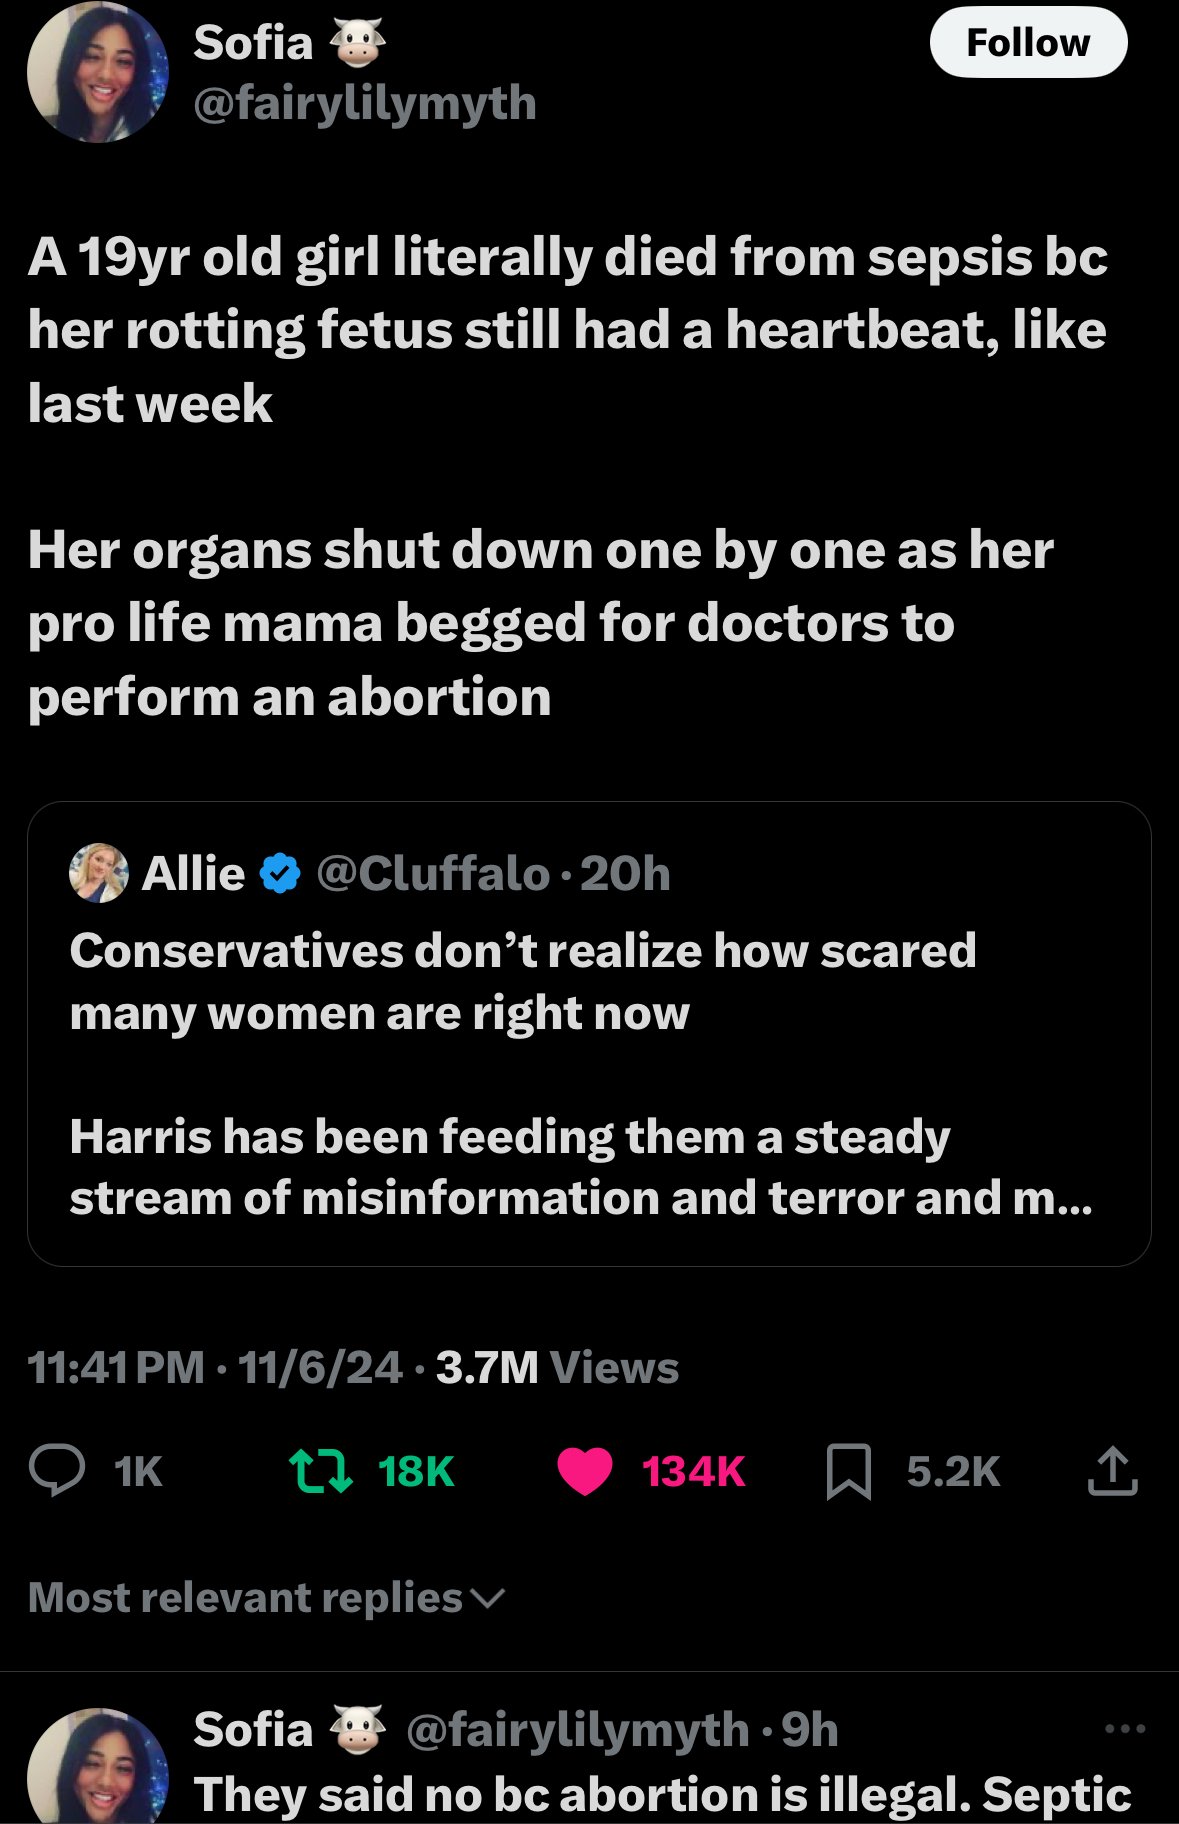 Sofia 🐮
Follow
@fairylilymyth
A 19yr old girl literally died from sepsis bc
her rotting fetus still had a heartbeat, like
last week
Her organs shut down one by one as her
pro life mama begged for doctors to
perform an abortion
Allie @Cluffalo · 20h
Conservatives don’t realize how scared
many women are right now
Harris has been feeding them a steady
stream of misinformation and terror and m...
11:41 PM · 11/6/24 · 3.7M Views
1K 18K 134K 5.2K
Most relevant replies
Sofia 🐮 @fairylilymyth · 9h
They said no bc abortion is illegal. Septic